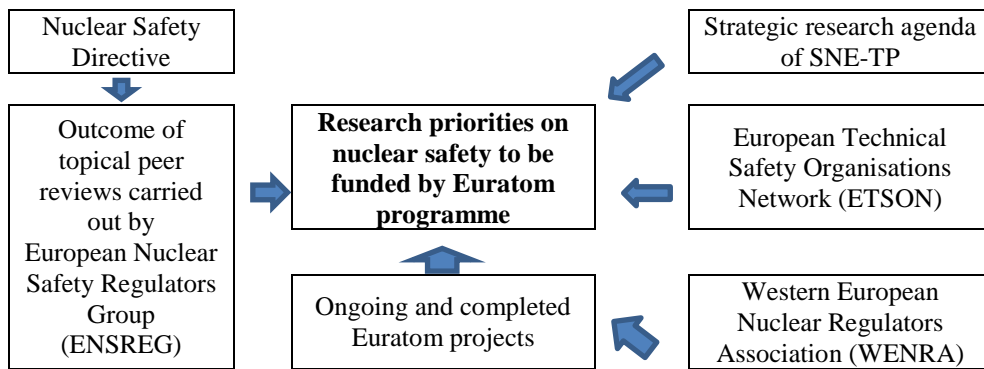 Nuclear Safety
Directive
Outcome of
topical peer
reviews carried
out by
European Nuclear
Safety Regulators
Group
(ENSREG)
Research priorities on
nuclear safety to be
funded by Euratom
programme
Ongoing and completed
Euratom projects
Strategic research agenda
of SNE-TP
European Technical
Safety Organisations
Network (ETSON)
Western European
Nuclear Regulators
Association (WENRA)